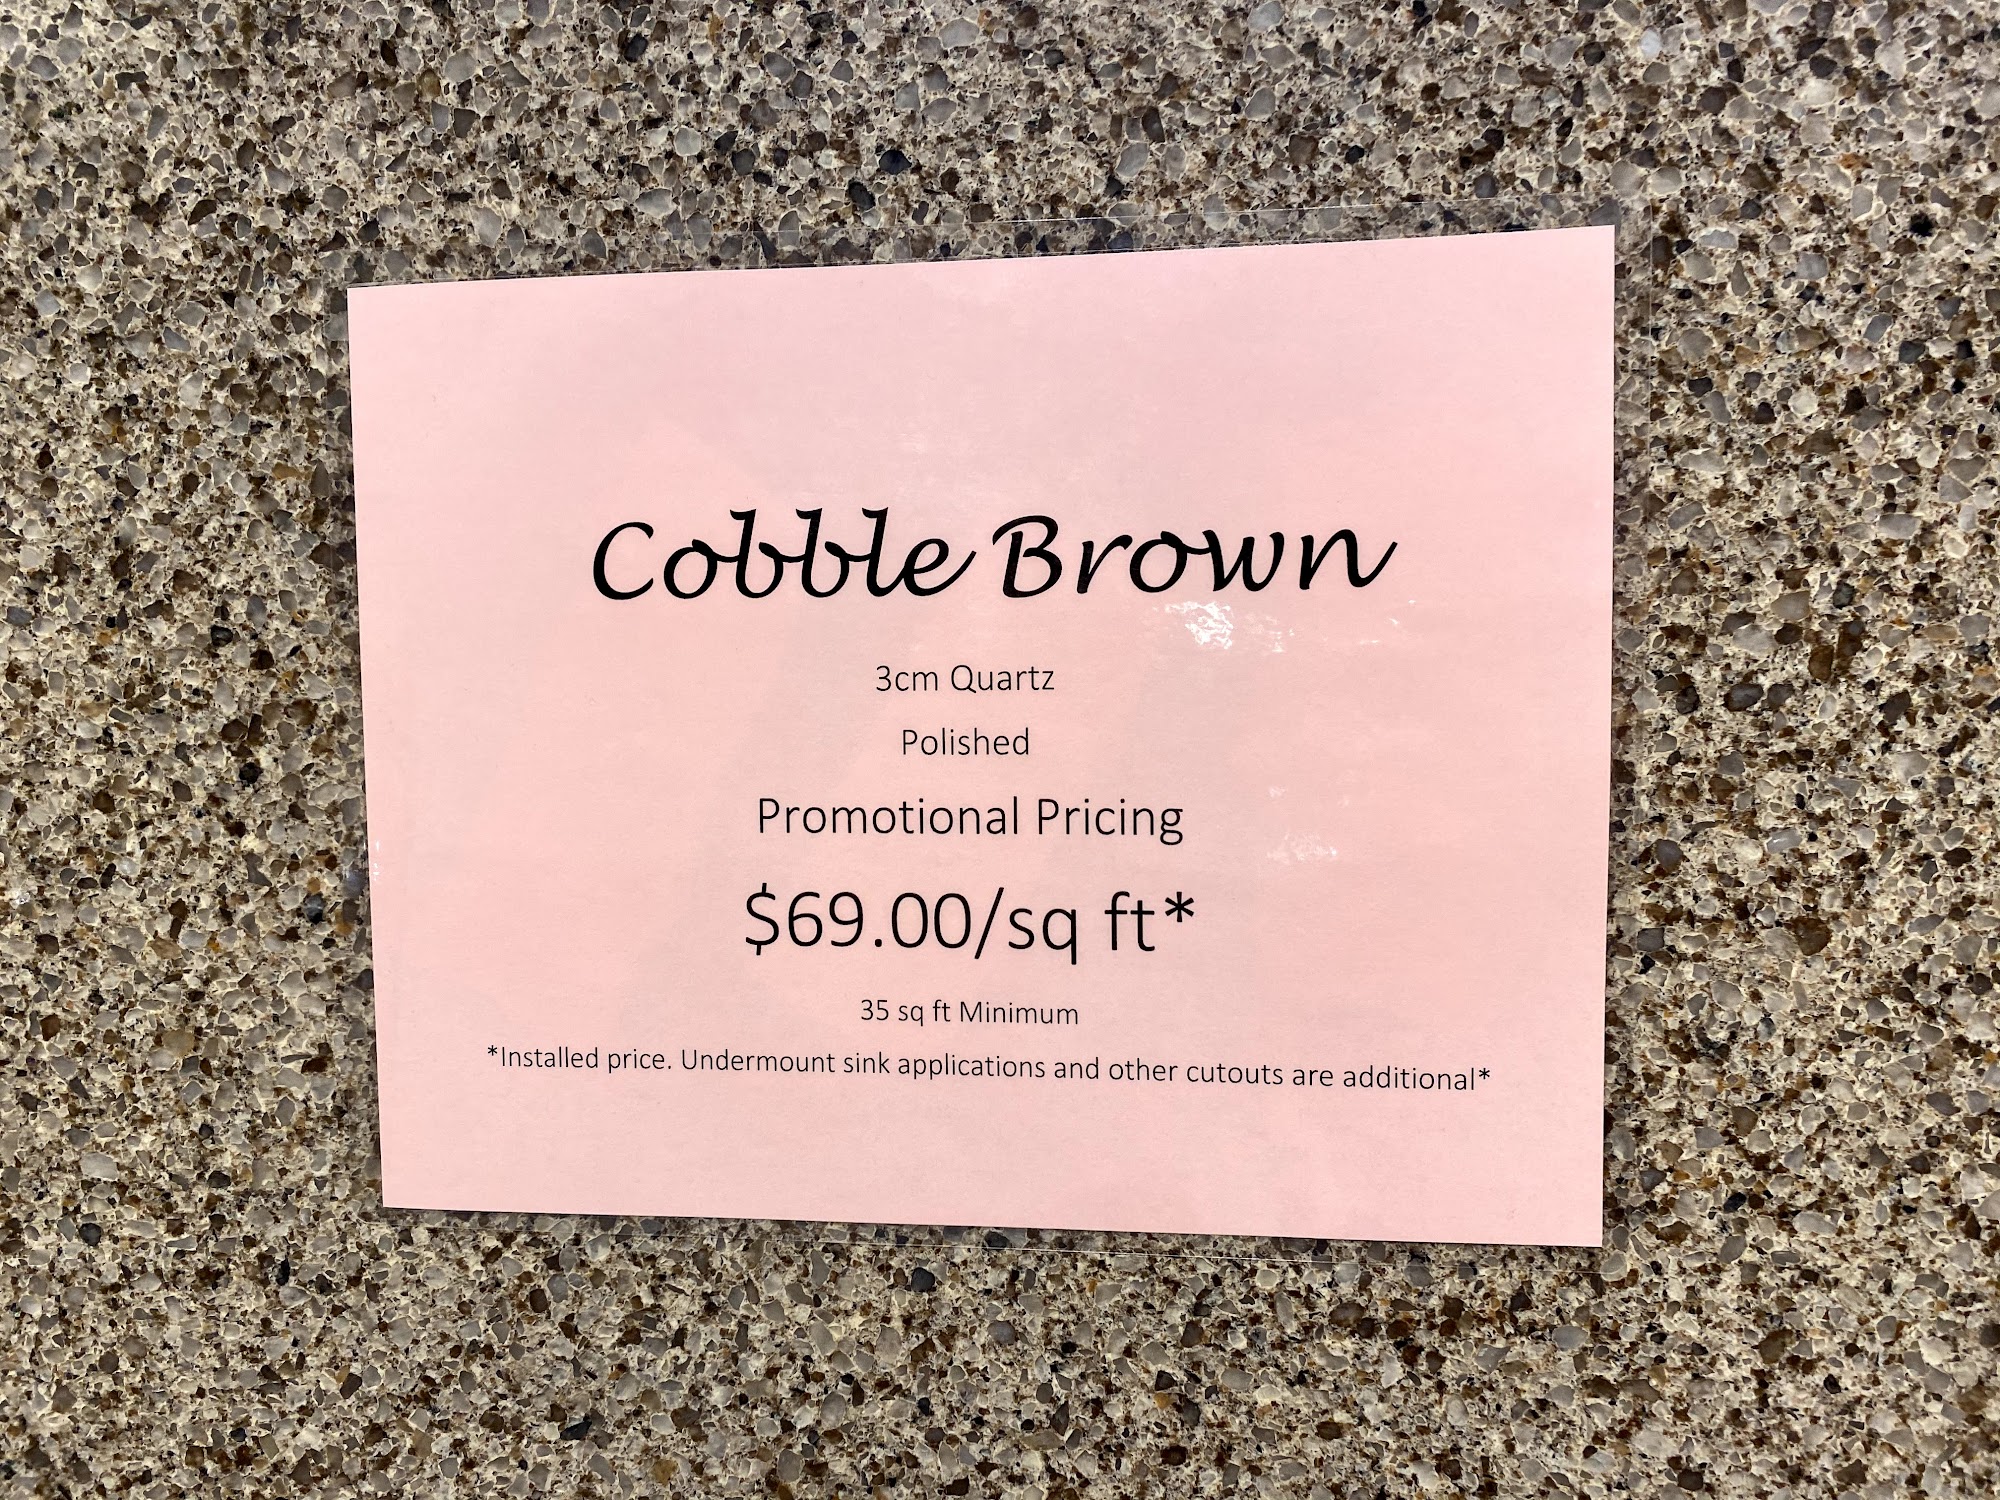 Cobble Brown
3cm Quartz
Polished
Promotional Pricing
$69.00/sq ft*
35 sq ft Minimum
*Installed price. Undermount sink applications and other cutouts are additional*